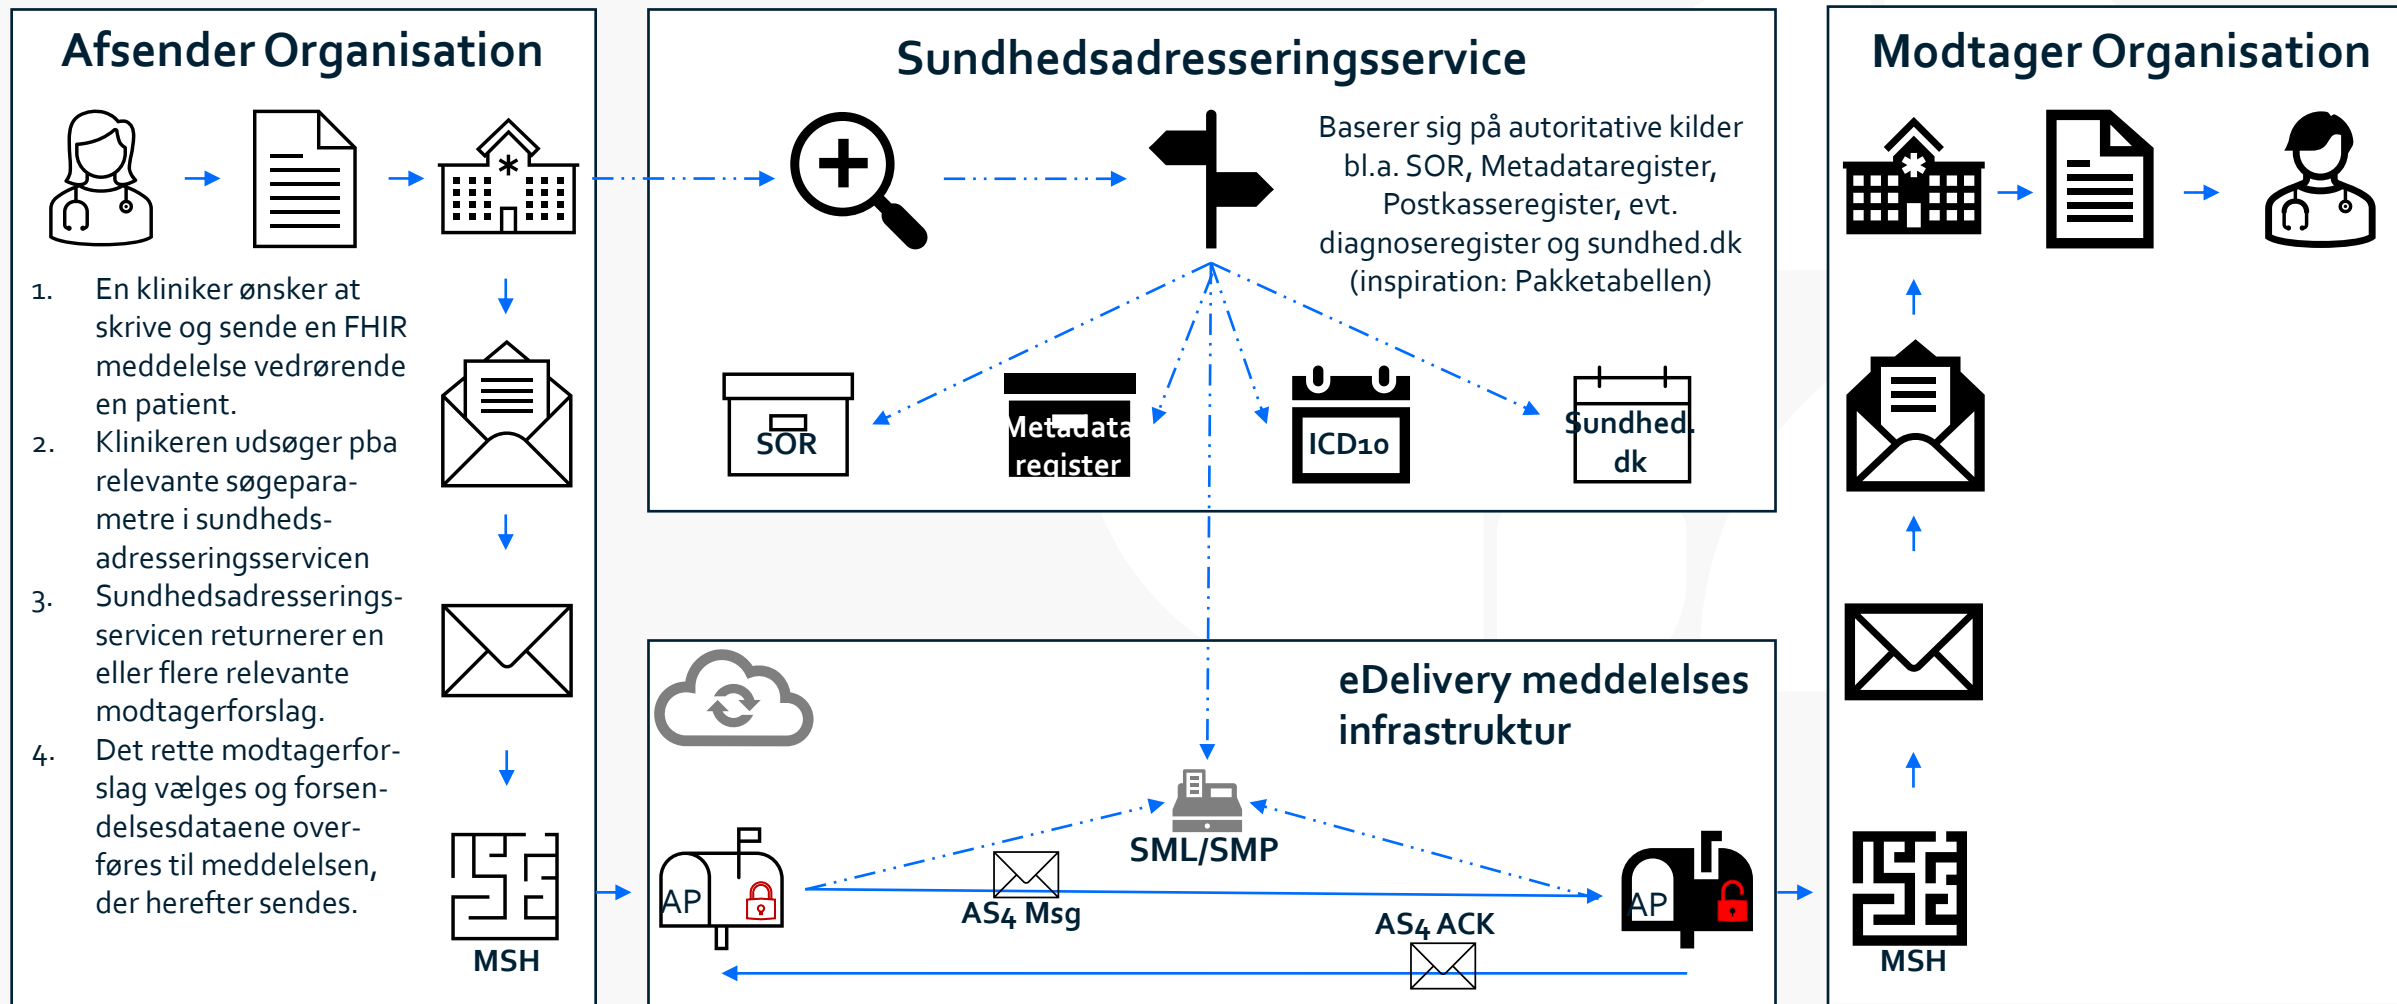 Afsender Organisation
1. En kliniker ønsker at
skrive og sende en FHIR
meddelelse vedrørende
en patient.
2. Klinikeren udsøger pba
relevante søgepara-
metre i sundheds-
adresseringsservicen
3. Sundhedsadresserings-
servicen returnerer en
eller flere relevante
modtagerforslag.
4. Det rette modtagerfor-
slag vælges og forsen-
delsesdataene over-
føres til meddelelsen,
der herefter sendes.
MSH
Sundhedsadresseringsservice
Baserer sig på autoritative kilder
bl.a. SOR, Metadataregister,
Postkasseregister, evt.
diagnoseregister og sundhed.dk
(inspiration: Pakketabellen)
SOR
Metadata
register
ICD10
Sundhed.
dk
eDelivery meddelelses
infrastruktur
SML/SMP
AP
AS4 Msg
AS4 ACK
AP
Modtager Organisation
MSH